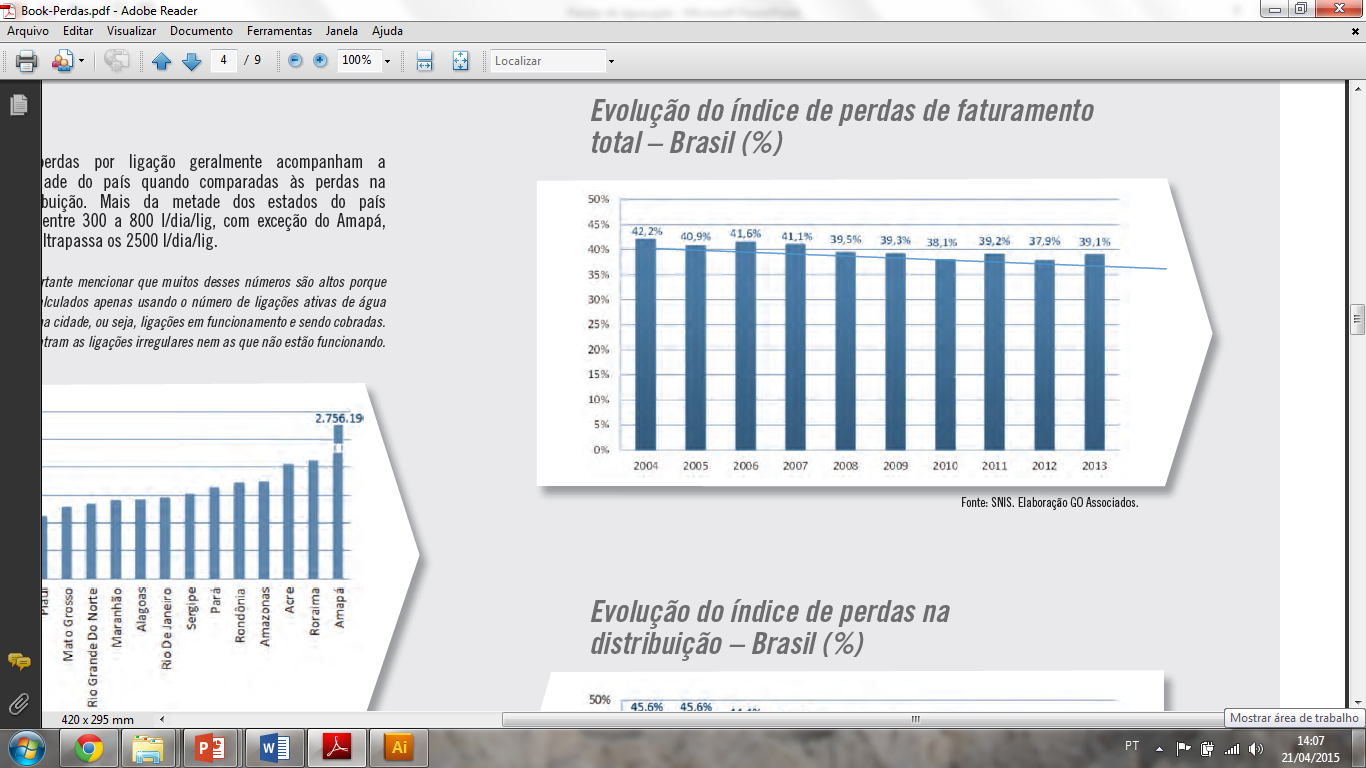 Book-Perdas.pdf - Adobe Reader
Arquivo Editar Visualizar Documento Ferramentas Janela Ajuda
4 / 9 100% Localizar
perdas por ligação geralmente acompanham a
ade do país quando comparadas às perdas na
ibuição. Mais da metade dos estados do país
entre 300 a 800 l/dia/lig, com exceção do Amapá,
ltrapassa os 2500 l/dia/lig.
rtante mencionar que muitos desses números são altos porque
alculados apenas usando o número de ligações ativas de água
na cidade, ou seja, ligações em funcionamento e sendo cobradas.
ntram as ligações irregulares nem as que não estão funcionando.
2.756.19
Piauí
Mato Grosso
Rio Grande Do Norte
Maranhão
Alagoas
Rio De Janeiro
Sergipe
Pará
Rondônia
Amazonas
Acre
Roraima
Amapá
Evolução do índice de perdas de faturamento
total – Brasil (%)
50%
45%
40%
35%
30%
25%
20%
15%
10%
5%
0%
42,2% 40,9% 41,6% 41,1% 39,5% 39,3% 38,1% 39,2% 37,9% 39,1%
2004 2005 2006 2007 2008 2009 2010 2011 2012 2013
Fonte: SNIS. Elaboração GO Associados.
Evolução do índice de perdas na
distribuição – Brasil (%)
50%
45,6% 45,6%
420 x 295 mm
Mostrar área de trabalho
Ai
PT
14:07
21/04/2015